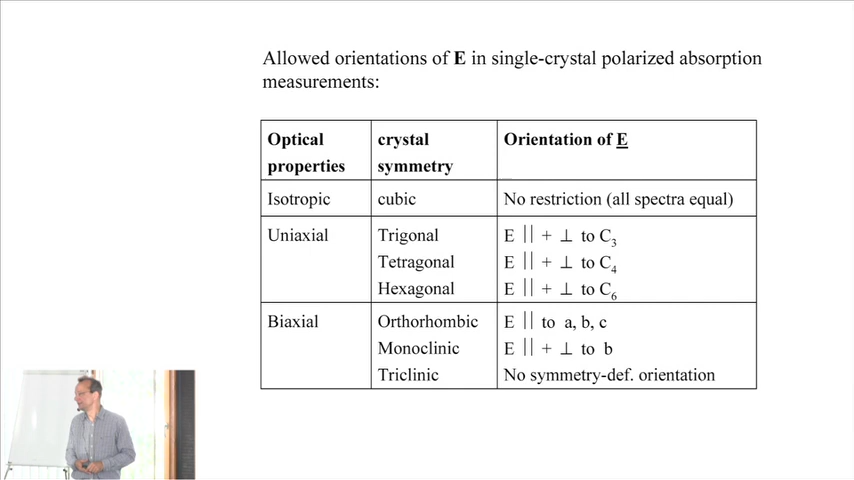 Allowed orientations of E in single-crystal polarized absorption
measurements:
Optical properties | crystal symmetry | Orientation of E
Isotropic | cubic | No restriction (all spectra equal)
Uniaxial | Trigonal | E || + ⊥ to C₃
Tetragonal | E || + ⊥ to C₄
Hexagonal | E || + ⊥ to C₆
Biaxial | Orthorhombic | E || to a, b, c
Monoclinic | E || + ⊥ to b
Triclinic | No symmetry-def. orientation